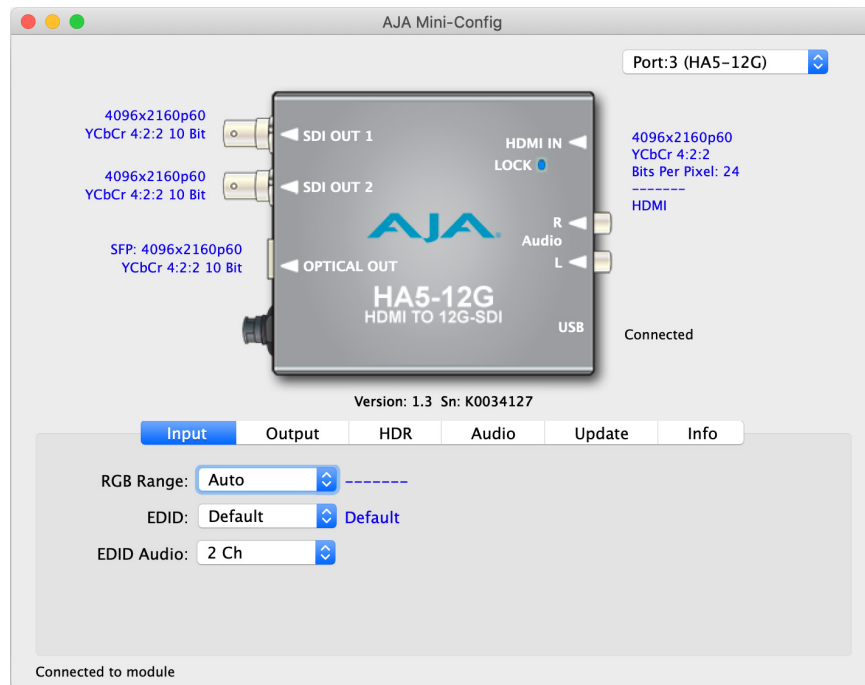 AJA Mini-Config
Port:3 (HA5-12G)
4096x2160p60
YCbCr 4:2:2 10 Bit
SDI OUT 1
HDMI IN
LOCK
4096x2160p60
YCbCr 4:2:2
Bits Per Pixel: 24
-------
HDMI
4096x2160p60
YCbCr 4:2:2 10 Bit
SDI OUT 2
AJA.
R
Audio
L
SFP: 4096x2160p60
YCbCr 4:2:2 10 Bit
OPTICAL OUT
HA5-12G
HDMI TO 12G-SDI
USB
Connected
Version: 1.3 Sn: K0034127
Input Output HDR Audio Update Info
RGB Range: Auto -------
EDID: Default Default
EDID Audio: 2 Ch
Connected to module